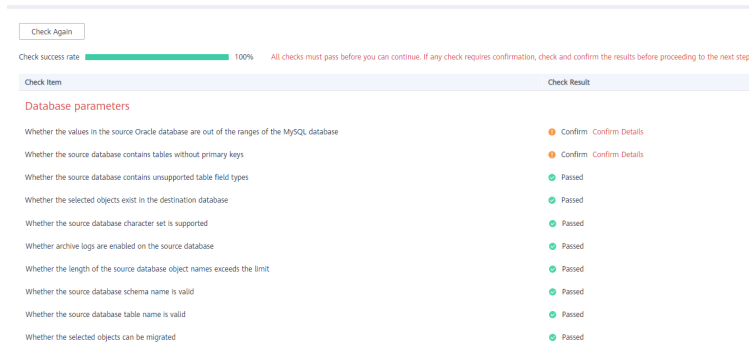 Check Again
Check success rate 100% All checks must pass before you can continue. If any check requires confirmation, check and confirm the results before proceeding to the next step
Check Item Check Result
Database parameters
Whether the values in the source Oracle database are out of the ranges of the MySQL database Confirm Confirm Details
Whether the source database contains tables without primary keys Confirm Confirm Details
Whether the source database contains unsupported table field types Passed
Whether the selected objects exist in the destination database Passed
Whether the source database character set is supported Passed
Whether archive logs are enabled on the source database Passed
Whether the length of the source database object names exceeds the limit Passed
Whether the source database schema name is valid Passed
Whether the source database table name is valid Passed
Whether the selected objects can be migrated Passed